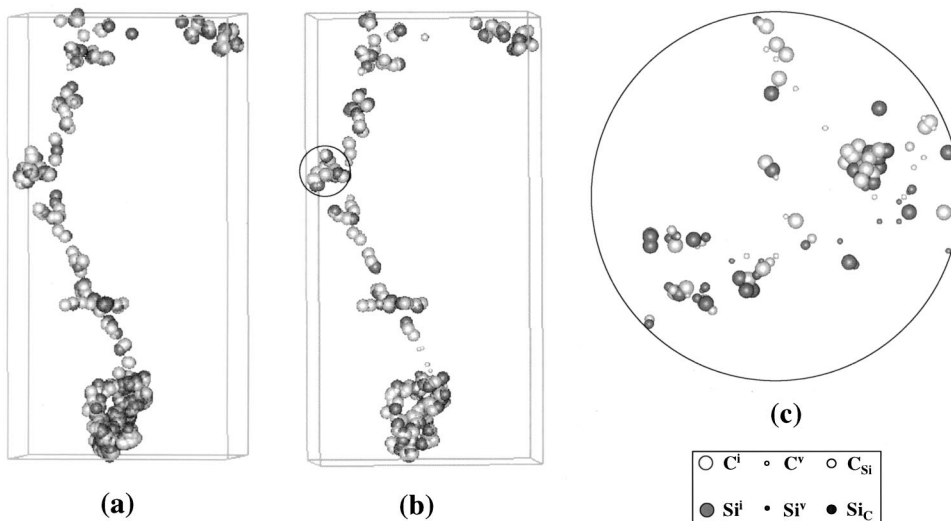 (a)
(b)
(c)
Cⁱ Cᵛ C_Si
Siⁱ Siᵛ Si_C